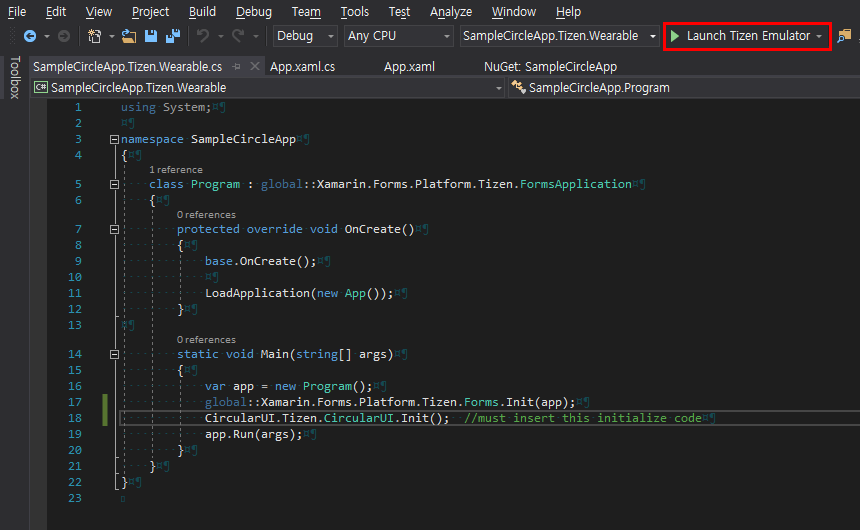 File Edit View Project Build Debug Team Tools Test Analyze Window Help
Debug Any CPU SampleCircleApp.Tizen.Wearable Launch Tizen Emulator
Toolbox
SampleCircleApp.Tizen.Wearable.cs App.xaml.cs App.xaml NuGet: SampleCircleApp
C# SampleCircleApp.Tizen.Wearable SampleCircleApp.Program
1 using System;¤¶
2 ¤¶
3 namespace SampleCircleApp¤¶
4 {¤¶
1 reference
5 class Program : global::Xamarin.Forms.Platform.Tizen.FormsApplication¤¶
6 {¤¶
0 references
7 protected override void OnCreate()¤¶
8 {¤¶
9 base.OnCreate();¤¶
10 ¤¶
11 LoadApplication(new App());¤¶
12 }¤¶
13 ¤¶
0 references
14 static void Main(string[] args)¤¶
15 {¤¶
16 var app = new Program();¤¶
17 global::Xamarin.Forms.Platform.Tizen.Forms.Init(app);¤¶
18 CircularUI.Tizen.CircularUI.Init(); //must insert this initialize code¤¶
19 app.Run(args);¤¶
20 }¤¶
21 }¤¶
22 }¤¶
23 ¤